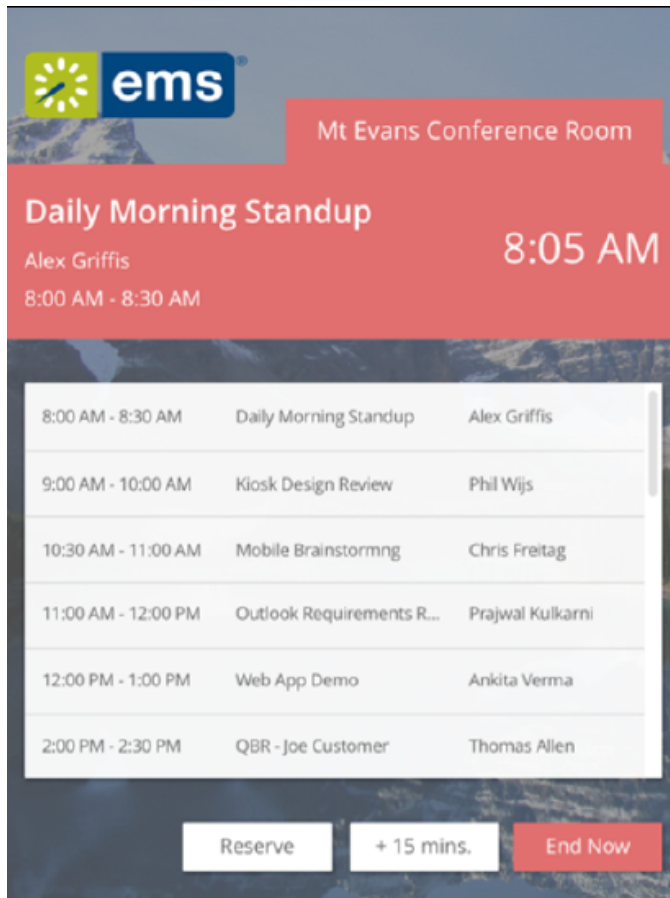 ems®
Mt Evans Conference Room
Daily Morning Standup
Alex Griffis
8:00 AM - 8:30 AM
8:05 AM
8:00 AM - 8:30 AM Daily Morning Standup Alex Griffis
9:00 AM - 10:00 AM Kiosk Design Review Phil Wijs
10:30 AM - 11:00 AM Mobile Brainstormng Chris Freitag
11:00 AM - 12:00 PM Outlook Requirements R... Prajwal Kulkarni
12:00 PM - 1:00 PM Web App Demo Ankita Verma
2:00 PM - 2:30 PM QBR - Joe Customer Thomas Allen
Reserve + 15 mins. End Now